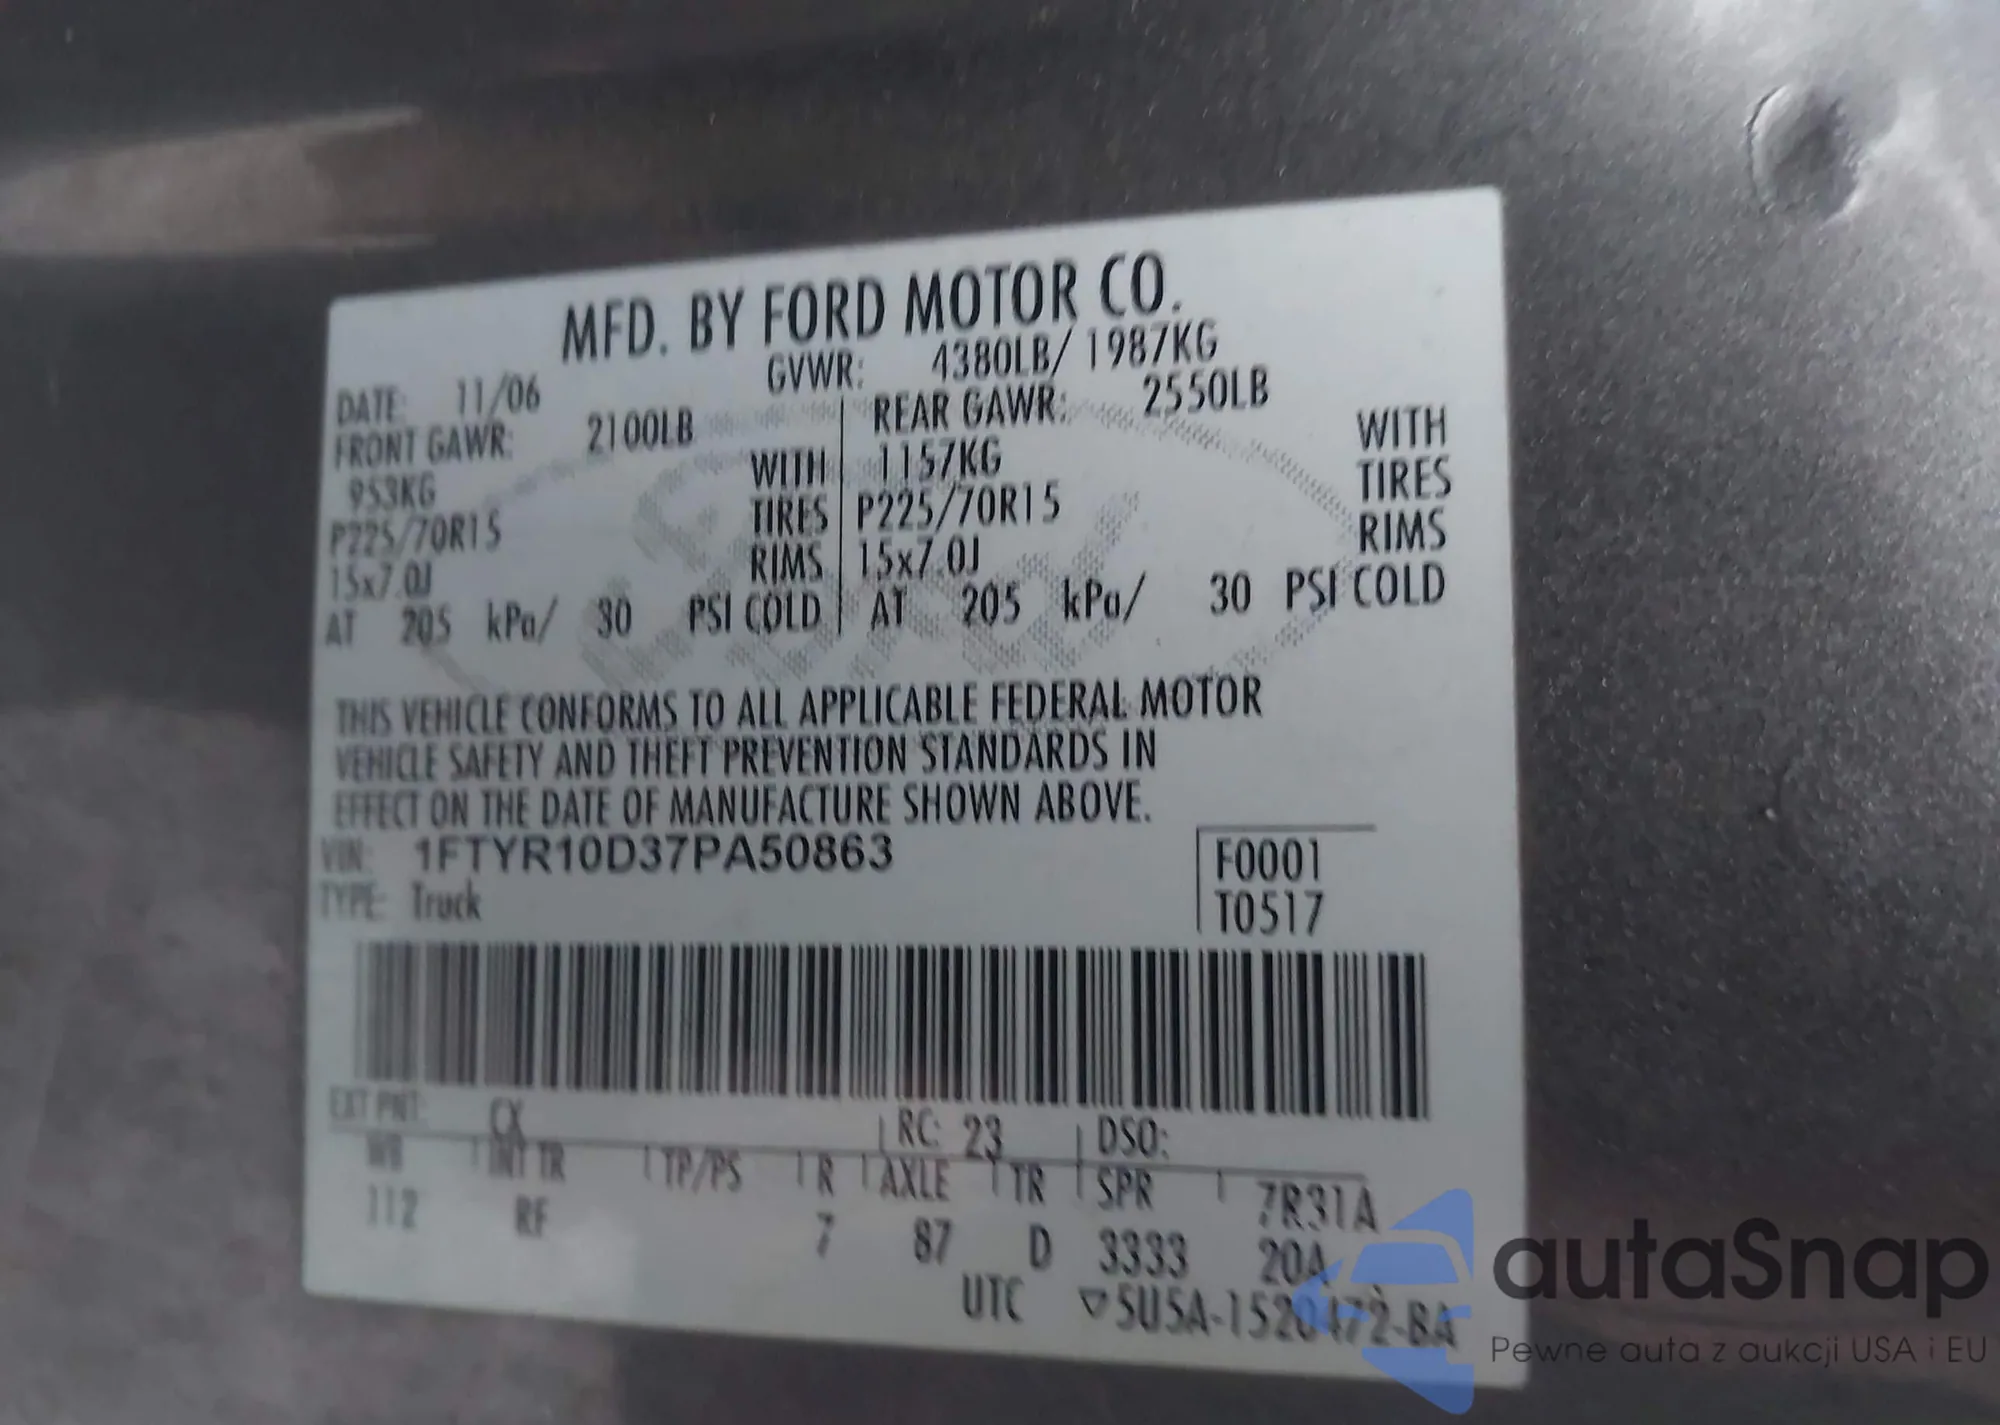 MFD. BY FORD MOTOR CO.
DATE: 11/06 GVWR: 4380LB/ 1987KG
FRONT GAWR: 2100LB REAR GAWR: 2550LB
953KG WITH 1157KG WITH
P225/70R15 TIRES P225/70R15 TIRES
15x7.0J RIMS 15x7.0J RIMS
AT 205 kPa/ 30 PSI COLD AT 205 kPa/ 30 PSI COLD
THIS VEHICLE CONFORMS TO ALL APPLICABLE FEDERAL MOTOR
VEHICLE SAFETY AND THEFT PREVENTION STANDARDS IN
EFFECT ON THE DATE OF MANUFACTURE SHOWN ABOVE.
VIN: 1FTYR10D37PA50863 F0001
TYPE: Truck T0517
EXT PNT: CX RC: 23 DSO:
WB INT TR TP/PS R AXLE TR SPR 7R31A
112 RF 7 87 D 3333 20A
UTC ▽5U5A-1520472-BA
autaSnap
Pewne auta z aukcji USA i EU